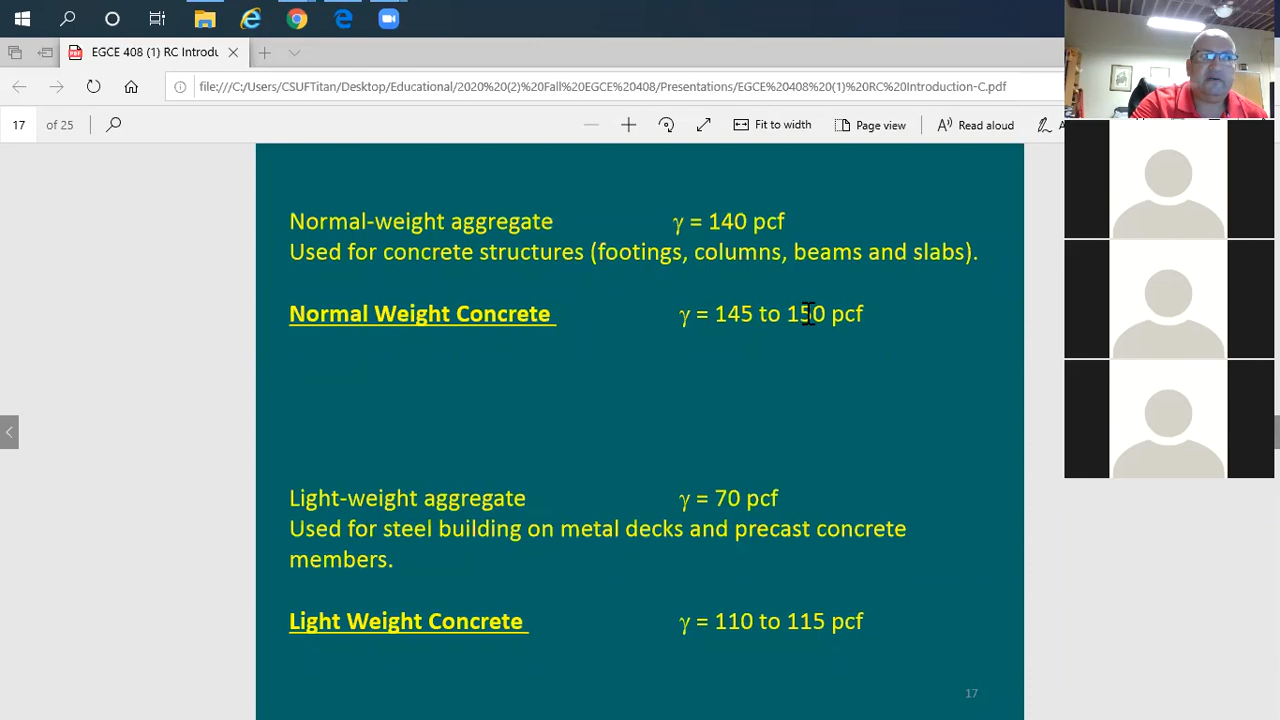 EGCE 408 (1) RC Introdu
file:///C:/Users/CSUFTitan/Desktop/Educational/2020%20(2)%20Fall%20EGCE%20408/Presentations/EGCE%20408%20(1)%20RC%20Introduction-C.pdf
17 of 25
Fit to width
Page view
Read aloud
Normal-weight aggregate γ = 140 pcf
Used for concrete structures (footings, columns, beams and slabs).
Normal Weight Concrete γ = 145 to 150 pcf
Light-weight aggregate γ = 70 pcf
Used for steel building on metal decks and precast concrete
members.
Light Weight Concrete γ = 110 to 115 pcf
17